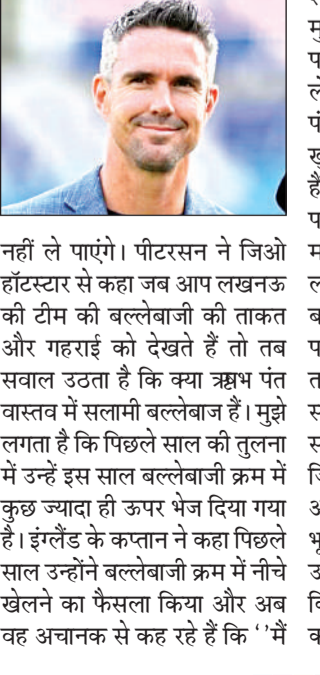 नहीं ले पाएंगे। पीटरसन ने जिओ
हॉटस्टार से कहा जब आप लखनऊ
की टीम की बल्लेबाजी की ताकत
और गहराई को देखते हैं तो तब
सवाल उठता है कि क्या ऋषभ पंत
वास्तव में सलामी बल्लेबाज हैं। मुझे
लगता है कि पिछले साल की तुलना
में उन्हें इस साल बल्लेबाजी क्रम में
कुछ ज्यादा ही ऊपर भेज दिया गया
है। इंग्लैंड के कप्तान ने कहा पिछले
साल उन्होंने बल्लेबाजी क्रम में नीचे
खेलने का फैसला किया और अब
वह अचानक से कह रहे हैं कि ‘'मैं